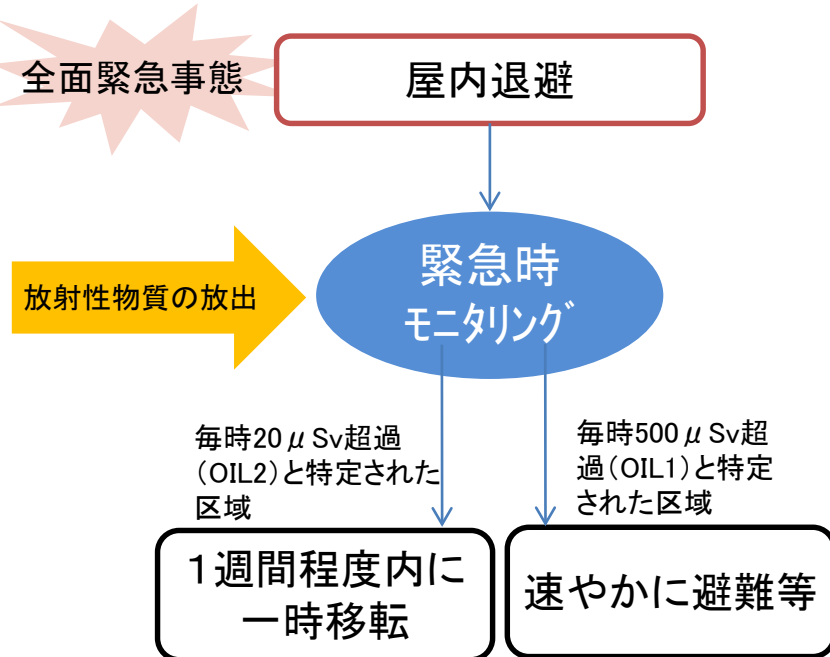 全面緊急事態
屋内退避
緊急時
モニタリング
放射性物質の放出
毎時20μSv超過
(OIL2)と特定された
区域
毎時500μSv超
過(OIL1)と特定
された区域
1週間程度内に
一時移転
速やかに避難等